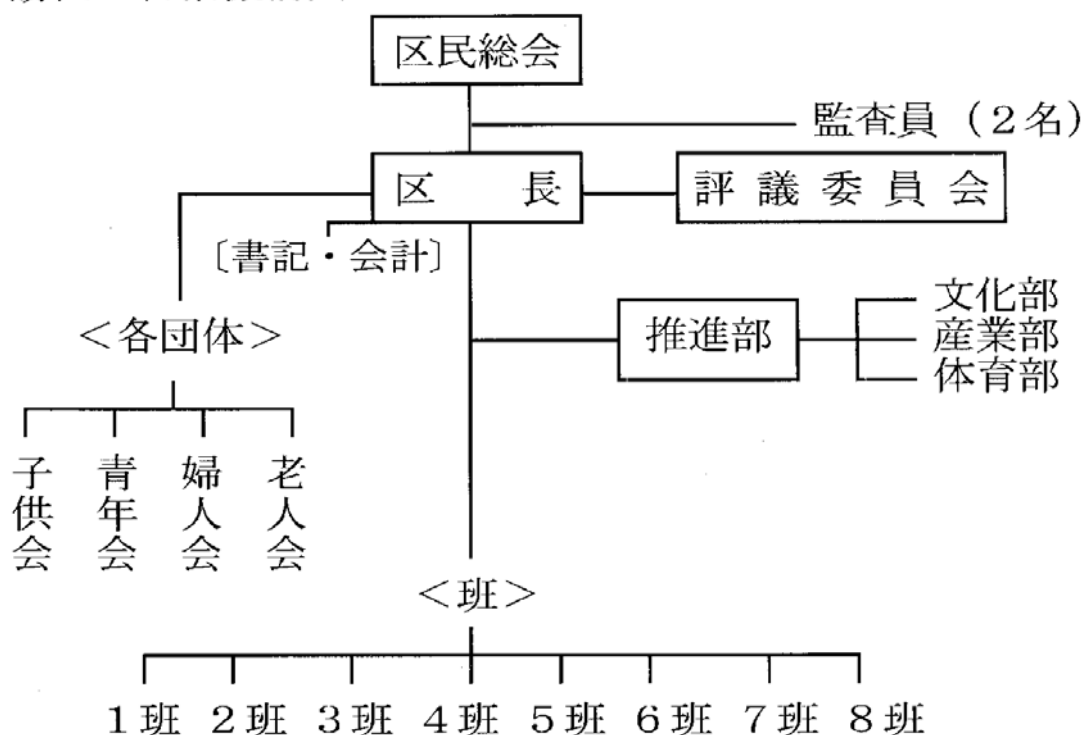 区民総会
監査員(2名)
区　長
評議委員会
〔書記・会計〕
推進部
文化部
産業部
体育部
<各団体>
子供会
青年会
婦人会
老人会
<班>
1班 2班 3班 4班 5班 6班 7班 8班